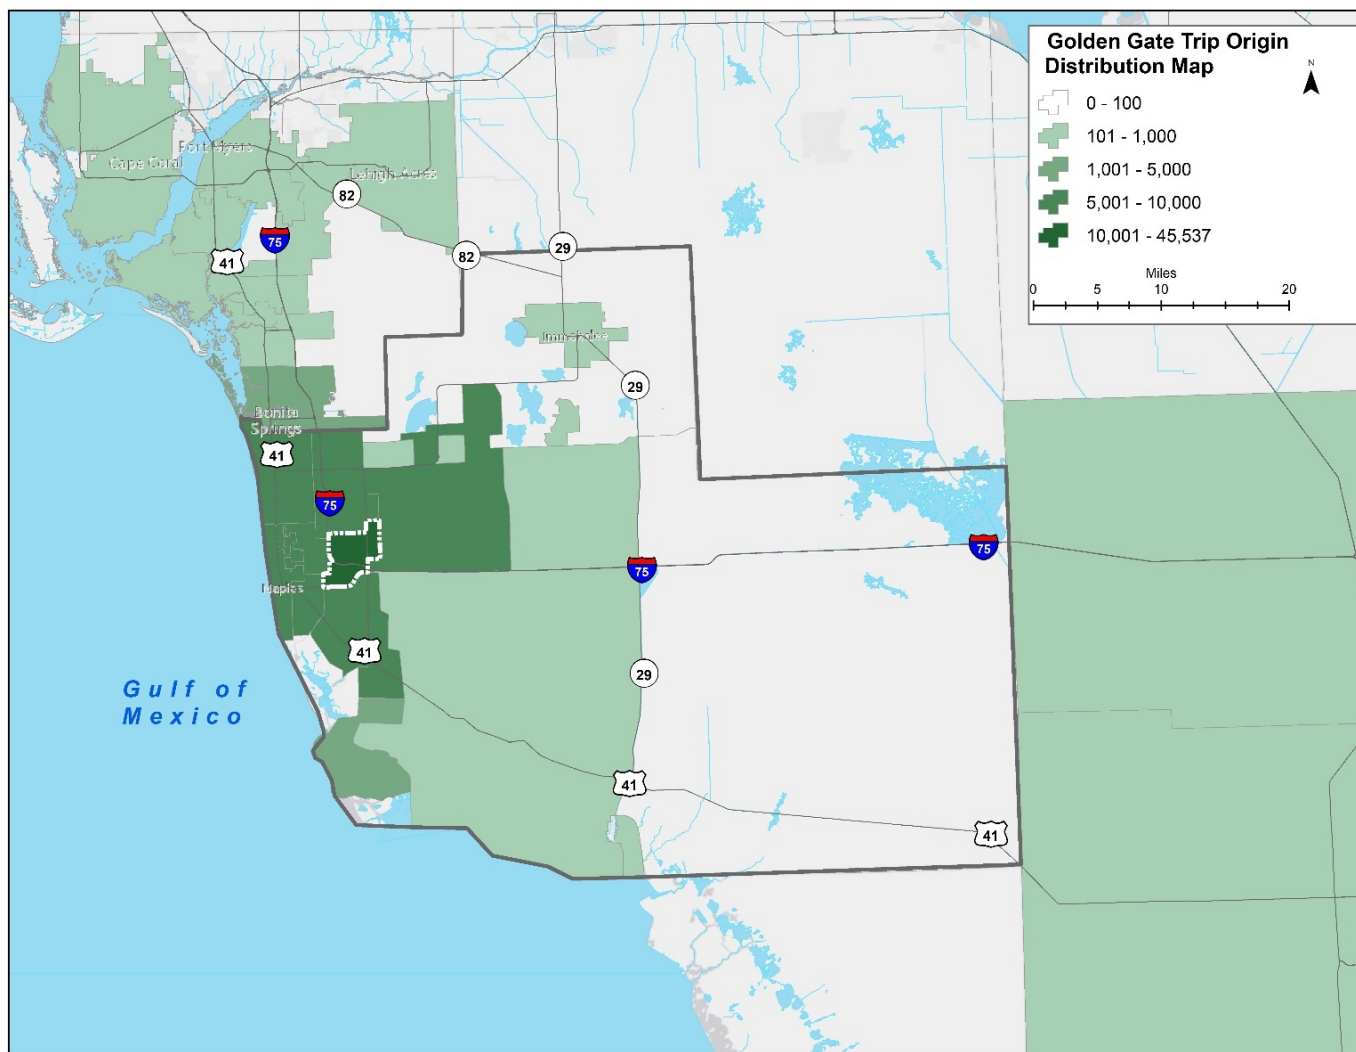 Golden Gate Trip Origin
Distribution Map
N
0 - 100
101 - 1,000
1,001 - 5,000
5,001 - 10,000
10,001 - 45,537
Miles
0 5 10 20
Fort Myers
Cape Coral
Lehigh Acres
82
75
41
82
29
Immokalee
29
Bonita
Springs
41
75
75
75
Naples
41
29
Gulf of
Mexico
41
41